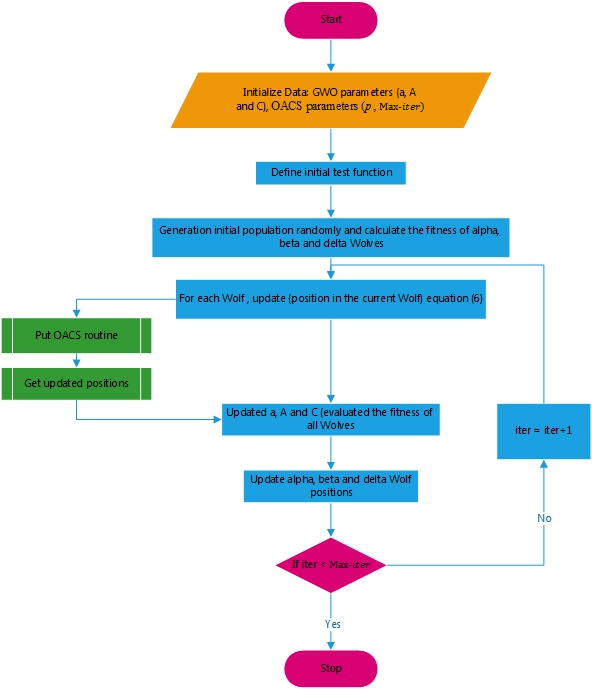 Start
Initialize Data: GWO parameters (a, A
and C), OACS parameters (p , Max-iter)
Define initial test function
Generation initial population randomly and calculate the fitness of alpha,
beta and delta Wolves
For each Wolf , update (position in the current Wolf) equation (6)
Put OACS routine
Get updated positions
Updated a, A and C (evaluated the fitness of
all Wolves
iter = iter+1
Update alpha, beta and delta Wolf
positions
No
If iter < Max-iter
Yes
Stop